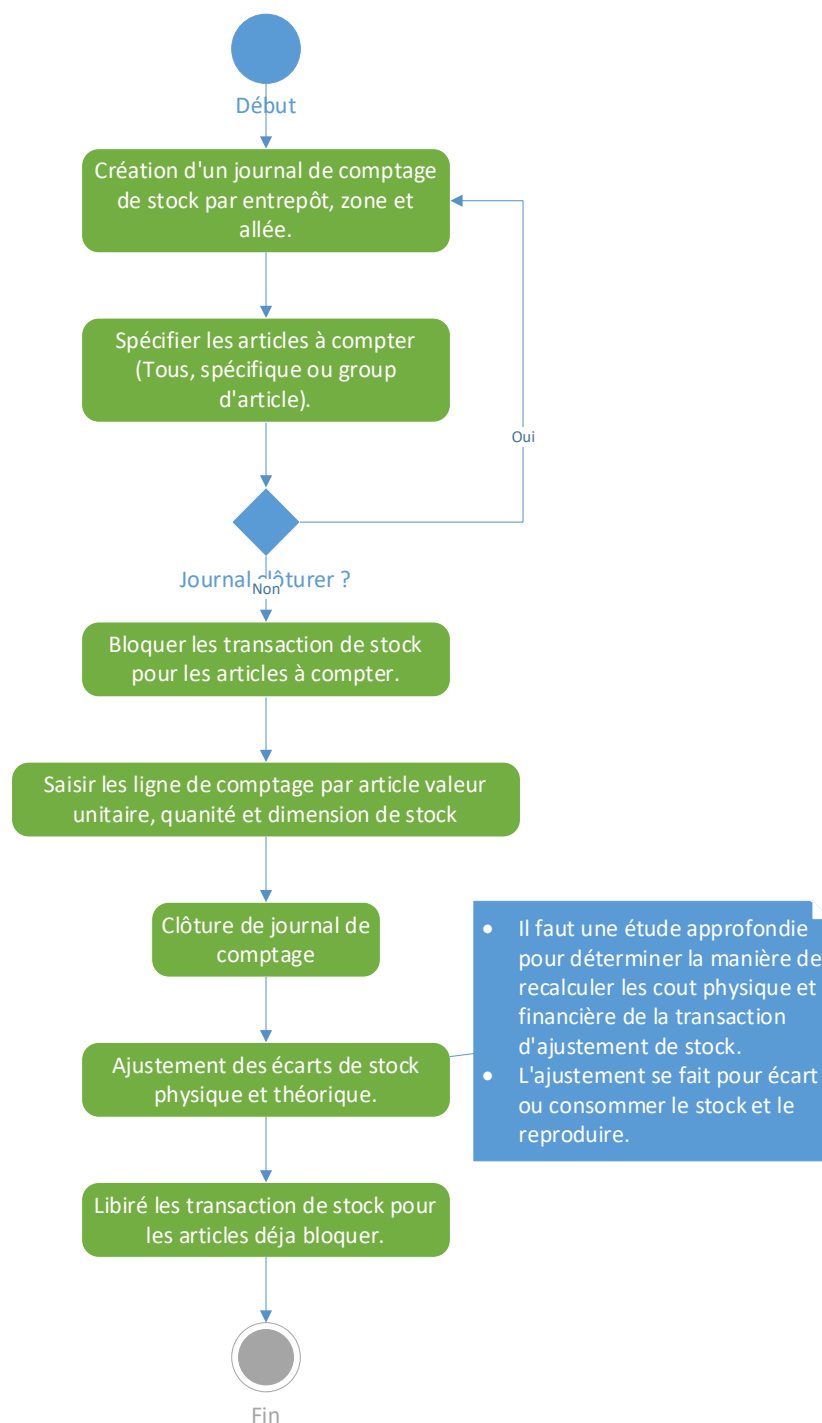 Début
Création d'un journal de comptage
de stock par entrepôt, zone et
allée.
Spécifier les articles à compter
(Tous, spécifique ou group
d'article).
Oui
Journal clôturer ?
Non
Bloquer les transaction de stock
pour les articles à compter.
Saisir les ligne de comptage par article valeur
unitaire, quanité et dimension de stock
Clôture de journal de
comptage
Ajustement des écarts de stock
physique et théorique.
• Il faut une étude approfondie
pour déterminer la manière de
recalculer les cout physique et
financière de la transaction
d'ajustement de stock.
• L'ajustement se fait pour écart
ou consommer le stock et le
reproduire.
Libiré les transaction de stock pour
les articles déja bloquer.
Fin